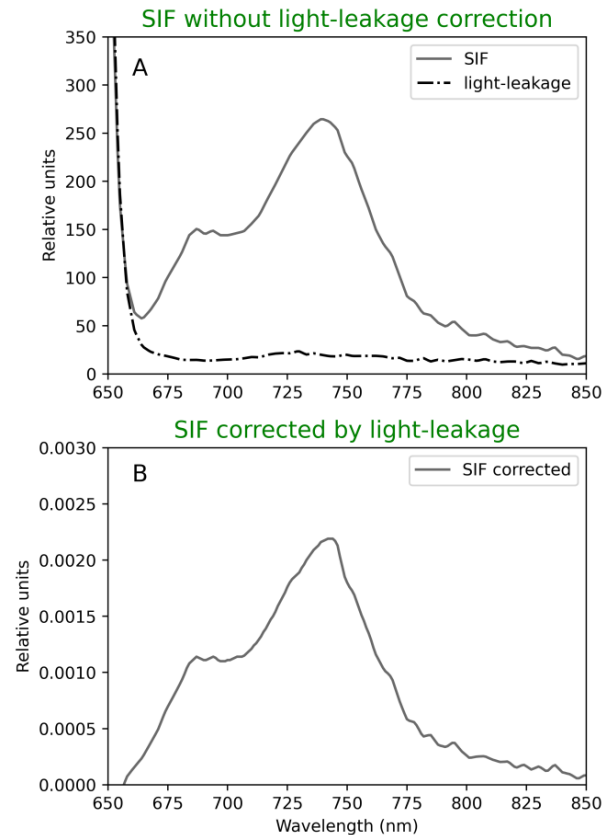 SIF without light-leakage correction
A
SIF
light-leakage
Relative units
350
300
250
200
150
100
50
0
650 675 700 725 750 775 800 825 850
SIF corrected by light-leakage
B
SIF corrected
Relative units
0.0030
0.0025
0.0020
0.0015
0.0010
0.0005
0.0000
650 675 700 725 750 775 800 825 850
Wavelength (nm)